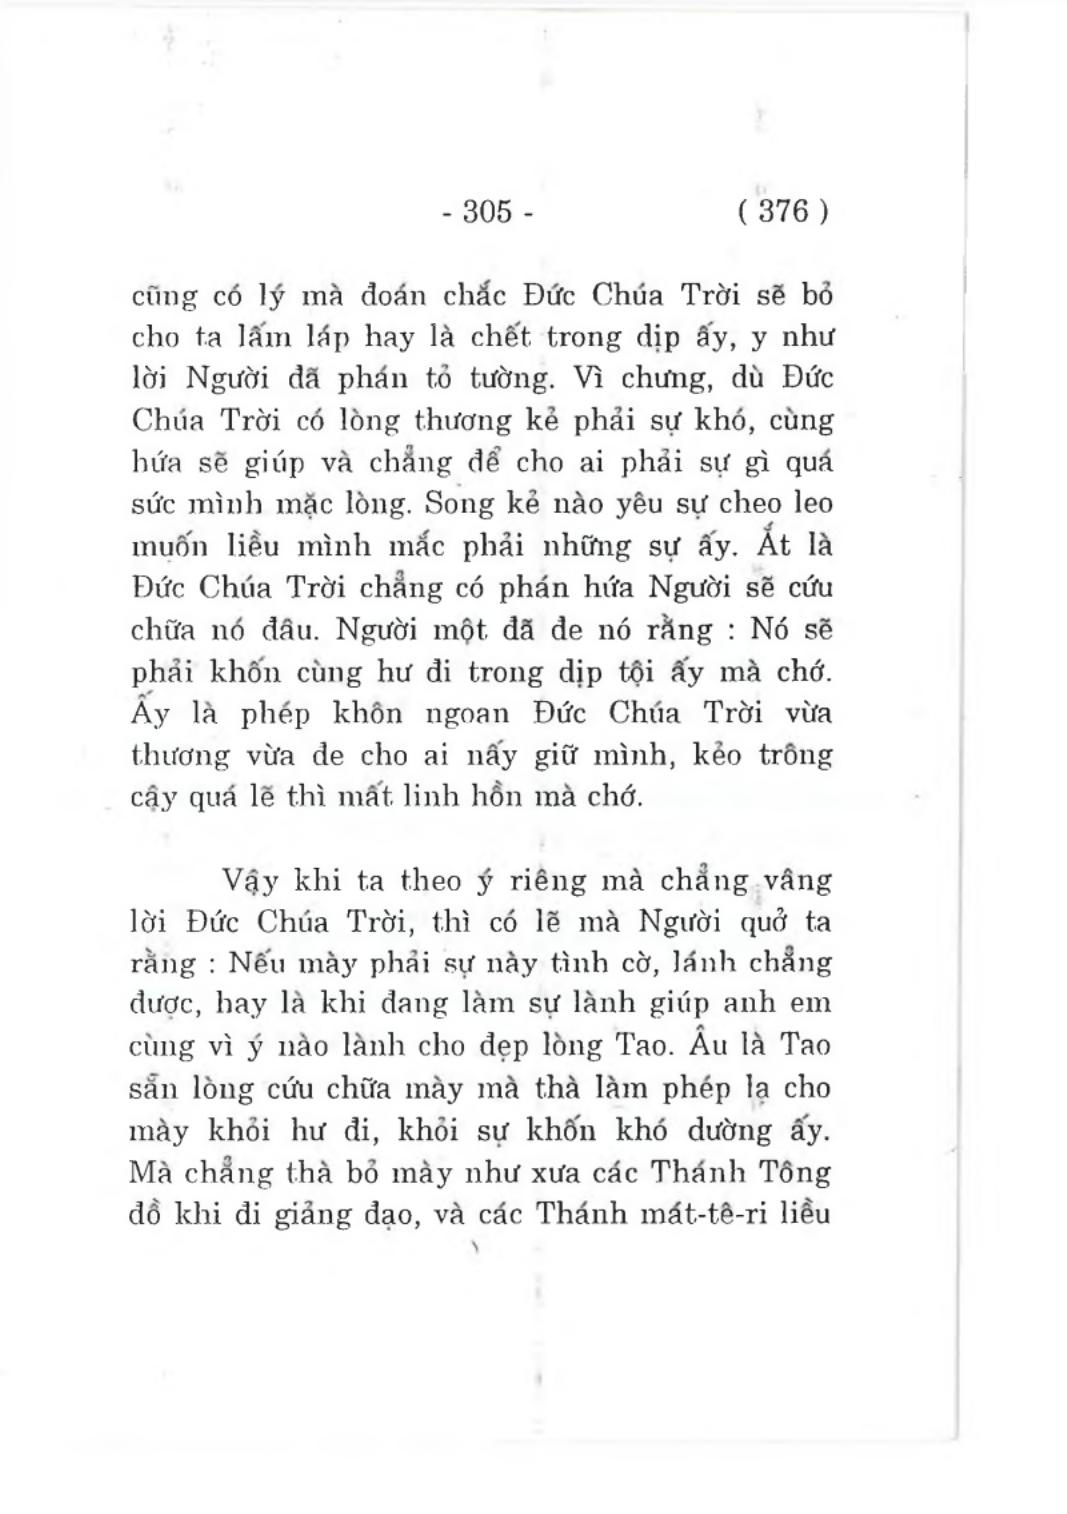 - 305 - ( 376 )
cũng có lý mà đoán chắc Đức Chúa Trời sẽ bỏ
cho ta lấm láp hay là chết trong dịp ấy, y như
lời Người đã phán tỏ tường. Vì chưng, dù Đức
Chúa Trời có lòng thương kẻ phải sự khó, cùng
hứa sẽ giúp và chẳng để cho ai phải sự gì quá
sức mình mặc lòng. Song kẻ nào yêu sự cheo leo
muốn liều mình mắc phải những sự ấy. Ắt là
Đức Chúa Trời chẳng có phán hứa Người sẽ cứu
chữa nó đâu. Người một đã đe nó rằng : Nó sẽ
phải khốn cùng hư đi trong dịp tội ấy mà chớ.
Ấy là phép khôn ngoan Đức Chúa Trời vừa
thương vừa đe cho ai nấy giữ mình, kẻo trông
cậy quá lẽ thì mất linh hồn mà chớ.
Vậy khi ta theo ý riêng mà chẳng vâng
lời Đức Chúa Trời, thì có lẽ mà Người quở ta
rằng : Nếu mày phải sự này tình cờ, lánh chẳng
được, hay là khi đang làm sự lành giúp anh em
cùng vì ý nào lành cho đẹp lòng Tao. Âu là Tao
sẵn lòng cứu chữa mày mà thà làm phép lạ cho
mày khỏi hư đi, khỏi sự khốn khó dường ấy.
Mà chẳng thà bỏ mày như xưa các Thánh Tông
đồ khi đi giảng đạo, và các Thánh mát-tê-ri liều